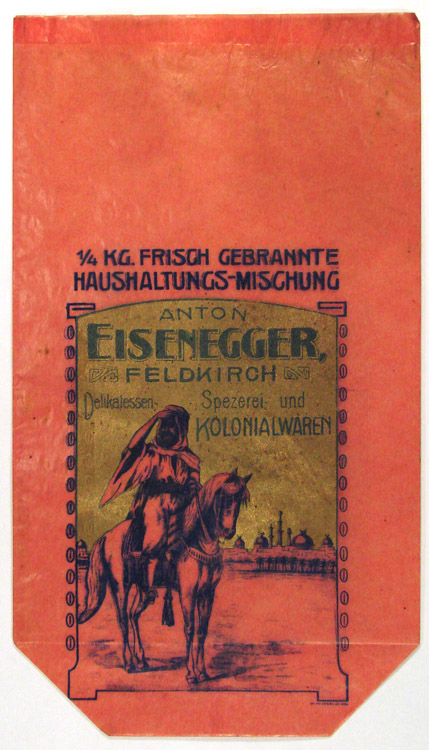 ¼ KG. FRISCH GEBRANNTE
HAUSHALTUNGS-MISCHUNG
ANTON
EISENEGGER,
FELDKIRCH
Delikatessen- Spezerei- und
KOLONIALWAREN